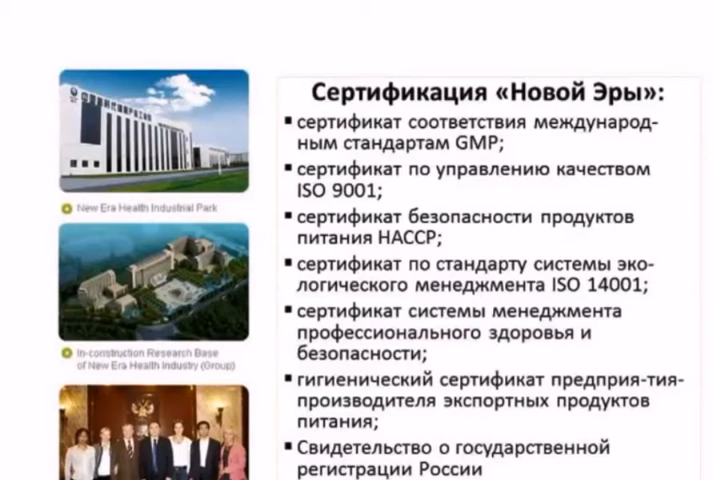 Сертификация «Новой Эры»:
▪ сертификат соответствия международ-
ным стандартам GMP;
▪ сертификат по управлению качеством
ISO 9001;
▪ сертификат безопасности продуктов
питания HACCP;
▪ сертификат по стандарту системы эко-
логического менеджмента ISO 14001;
▪ сертификат системы менеджмента
профессионального здоровья и
безопасности;
▪ гигиенический сертификат предприя-тия-
производителя экспортных продуктов
питания;
▪ Свидетельство о государственной
регистрации России
New Era Health Industrial Park
In-construction Research Base
of New Era Health Industry (Group)